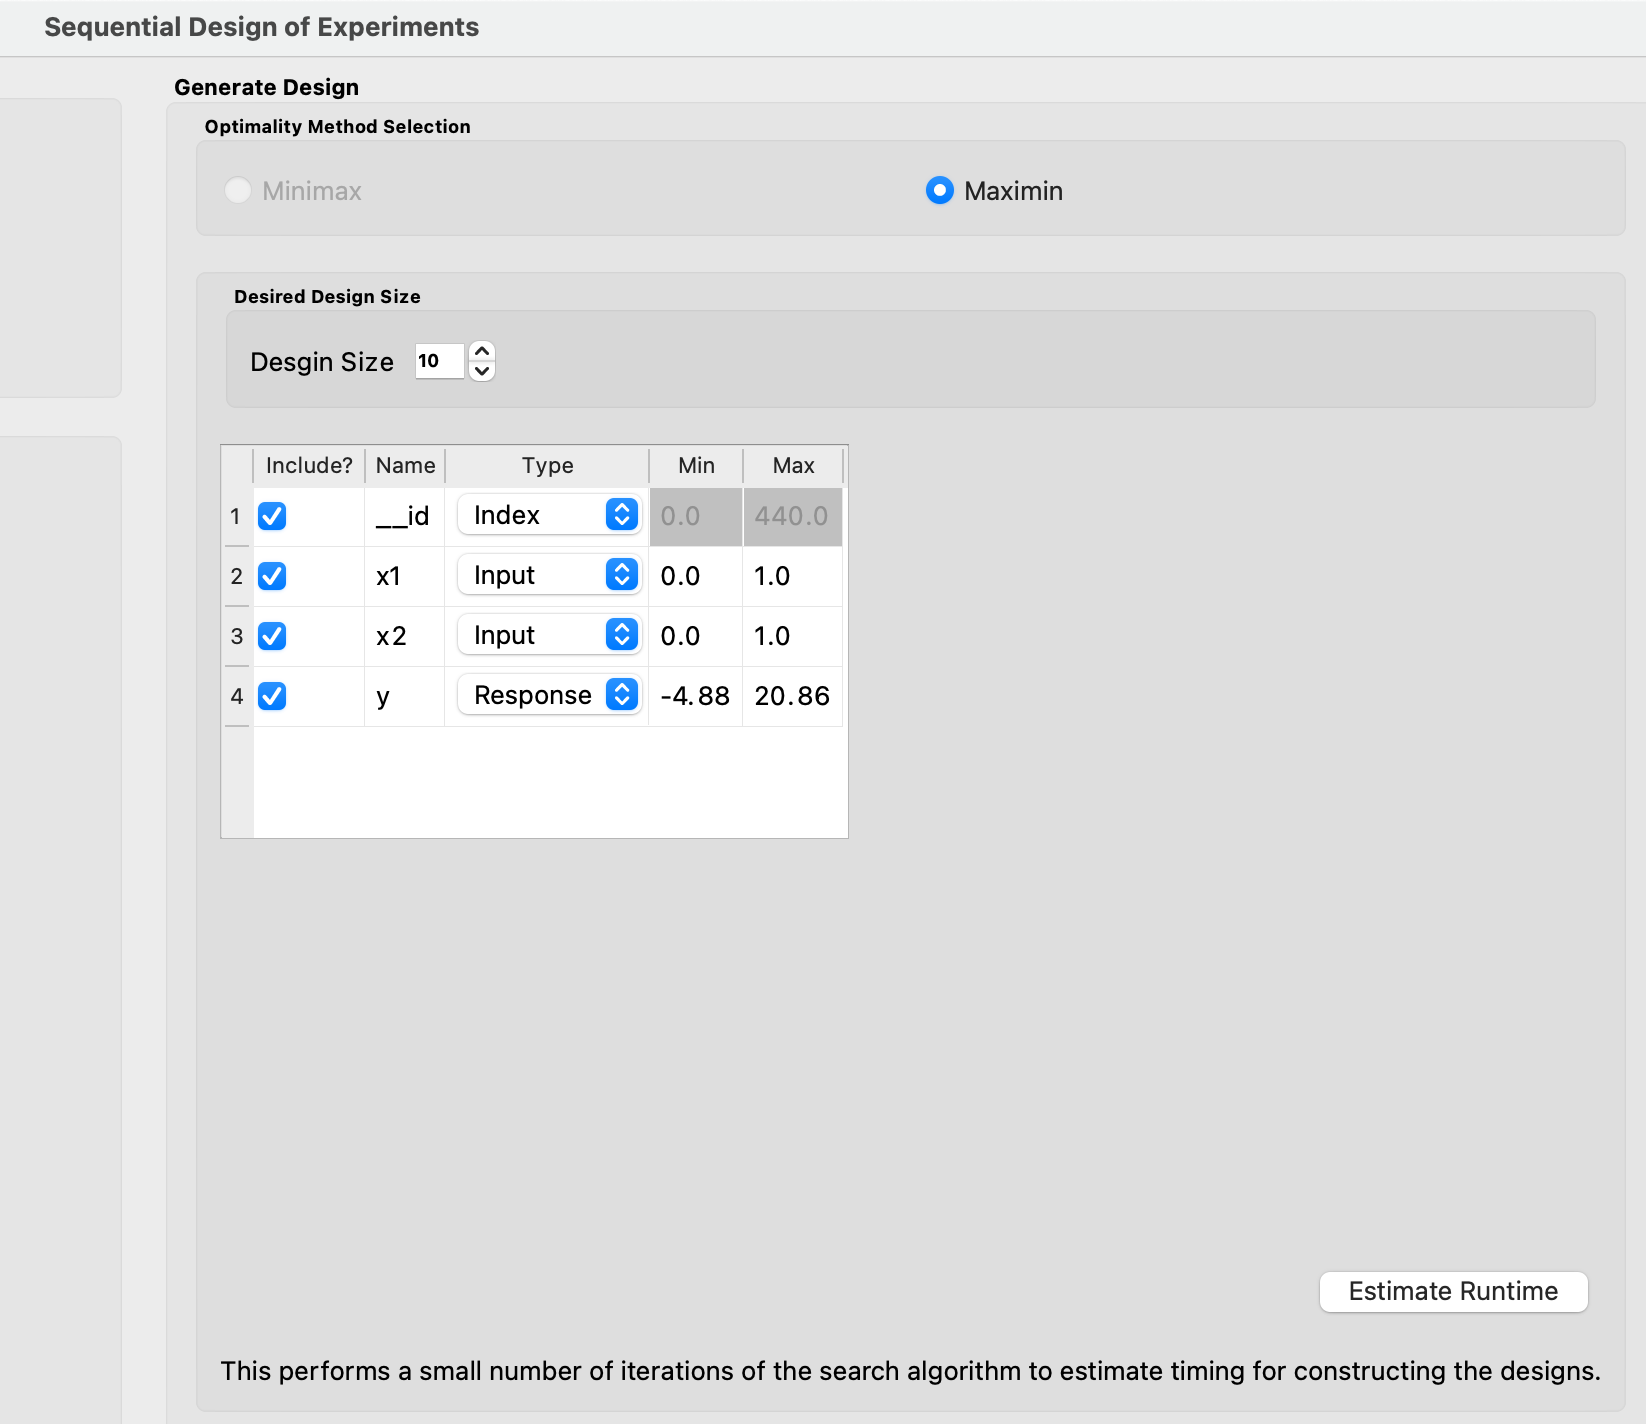 Sequential Design of Experiments
Generate Design
Optimality Method Selection
Minimax Maximin
Desired Design Size
Desgin Size 10
Include? Name Type Min Max
1 __id Index 0.0 440.0
2 x1 Input 0.0 1.0
3 x2 Input 0.0 1.0
4 y Response -4.88 20.86
Estimate Runtime
This performs a small number of iterations of the search algorithm to estimate timing for constructing the designs.